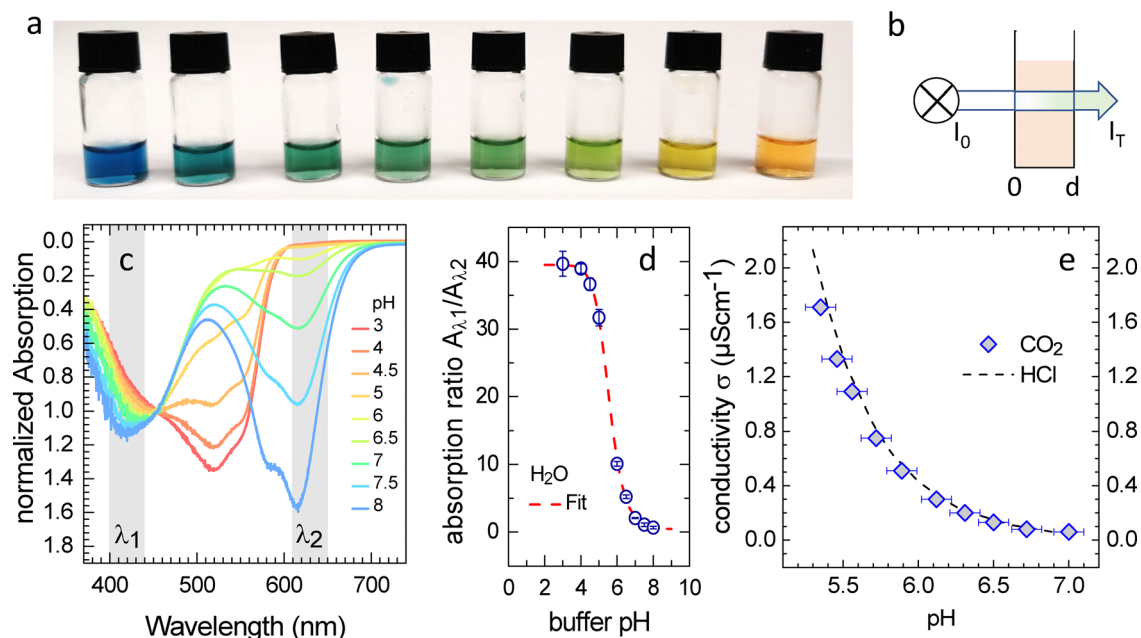 a
b
I₀
I_T
0
d
c
normalized Absorption
0.0
0.2
0.4
0.6
0.8
1.0
1.2
1.4
1.6
1.8
pH
3
4
4.5
5
6
6.5
7
7.5
8
λ1
λ2
400
500
600
700
Wavelength (nm)
d
absorption ratio Aλ1/Aλ2
40
30
20
10
0
H₂O
Fit
0
2
4
6
8
10
buffer pH
e
conductivity σ (µScm⁻¹)
2.0
1.6
1.2
0.8
0.4
0.0
CO₂
HCl
2.0
1.6
1.2
0.8
0.4
0.0
5.5
6.0
6.5
7.0
pH